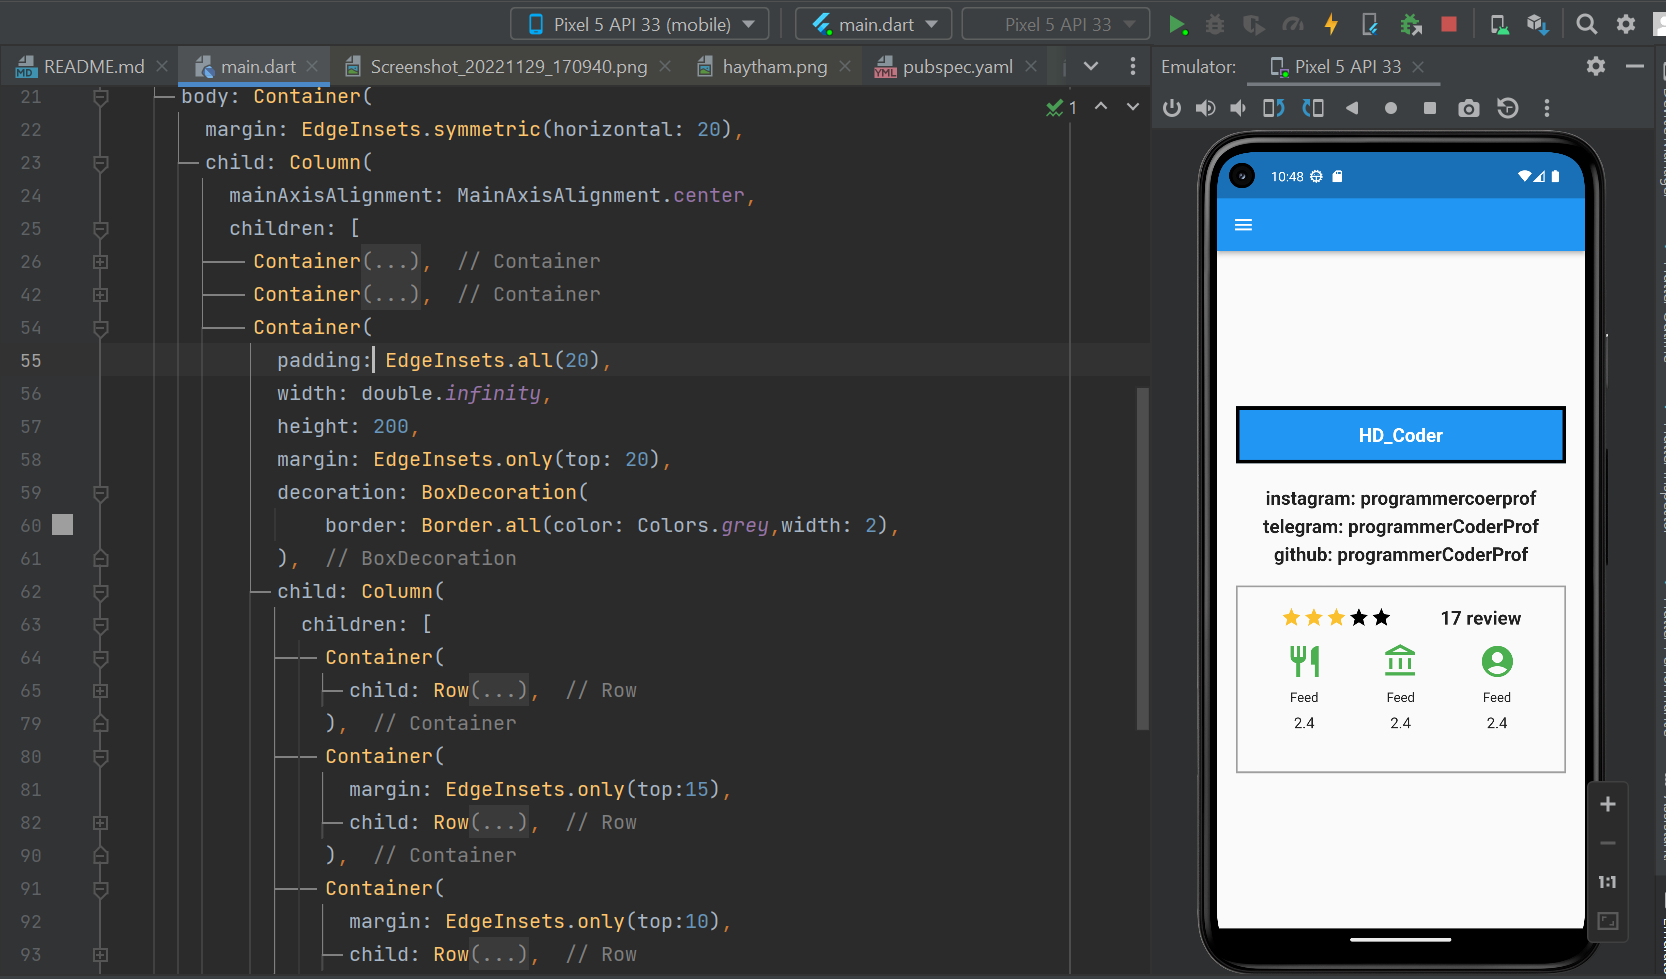 Pixel 5 API 33 (mobile)
main.dart
Pixel 5 API 33
MD README.md
main.dart
Screenshot_20221129_170940.png
haytham.png
YML pubspec.yaml
Emulator:
Pixel 5 API 33
1
21 body: Container(
22 margin: EdgeInsets.symmetric(horizontal: 20),
23 child: Column(
24 mainAxisAlignment: MainAxisAlignment.center,
25 children: [
26 Container(...), // Container
42 Container(...), // Container
54 Container(
55 padding: EdgeInsets.all(20),
56 width: double.infinity,
57 height: 200,
58 margin: EdgeInsets.only(top: 20),
59 decoration: BoxDecoration(
60 border: Border.all(color: Colors.grey,width: 2),
61 ), // BoxDecoration
62 child: Column(
63 children: [
64 Container(
65 child: Row(...), // Row
79 ), // Container
80 Container(
81 margin: EdgeInsets.only(top:15),
82 child: Row(...), // Row
90 ), // Container
91 Container(
92 margin: EdgeInsets.only(top:10),
93 child: Row(...), // Row
10:48
HD_Coder
instagram: programmercoerprof
telegram: programmerCoderProf
github: programmerCoderProf
17 review
Feed Feed Feed
2.4 2.4 2.4
1:1